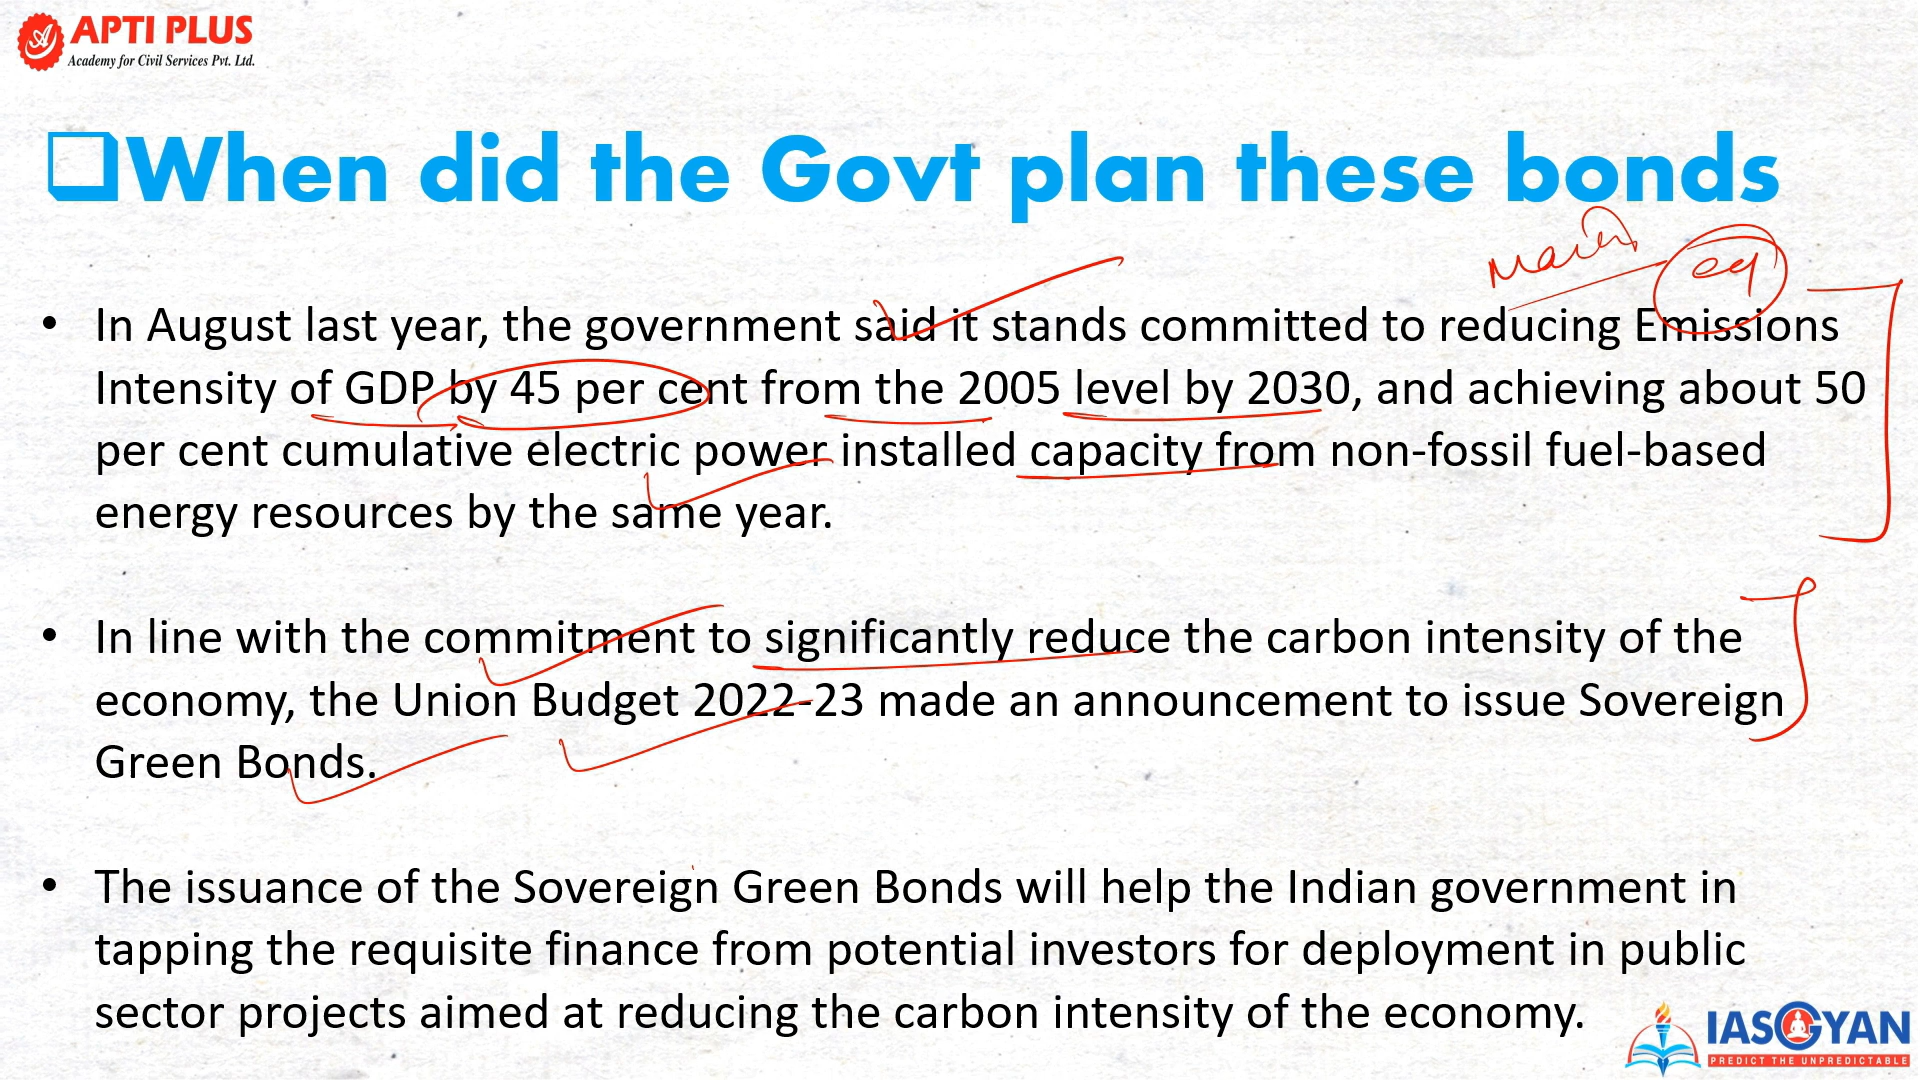 APTI PLUS
Academy for Civil Services Pvt. Ltd.
When did the Govt plan these bonds
• In August last year, the government said it stands committed to reducing Emissions
Intensity of GDP by 45 per cent from the 2005 level by 2030, and achieving about 50
per cent cumulative electric power installed capacity from non-fossil fuel-based
energy resources by the same year.
• In line with the commitment to significantly reduce the carbon intensity of the
economy, the Union Budget 2022-23 made an announcement to issue Sovereign
Green Bonds.
• The issuance of the Sovereign Green Bonds will help the Indian government in
tapping the requisite finance from potential investors for deployment in public
sector projects aimed at reducing the carbon intensity of the economy.
IASGYAN
PREDICT THE UNPREDICTABLE